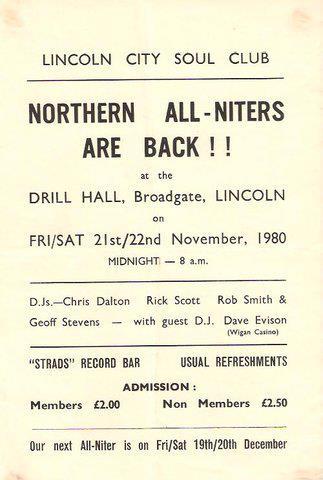 LINCOLN CITY SOUL CLUB
NORTHERN ALL-NITERS
ARE BACK ! !
at the
DRILL HALL, Broadgate, LINCOLN
on
FRI/SAT 21st/22nd November, 1980
MIDNIGHT — 8 a.m.
D.Js.—Chris Dalton Rick Scott Rob Smith &
Geoff Stevens — with guest D.J. Dave Evison
(Wigan Casino)
"STRADS" RECORD BAR USUAL REFRESHMENTS
ADMISSION :
Members £2.00 Non Members £2.50
Our next All-Niter is on Fri/Sat 19th/20th December